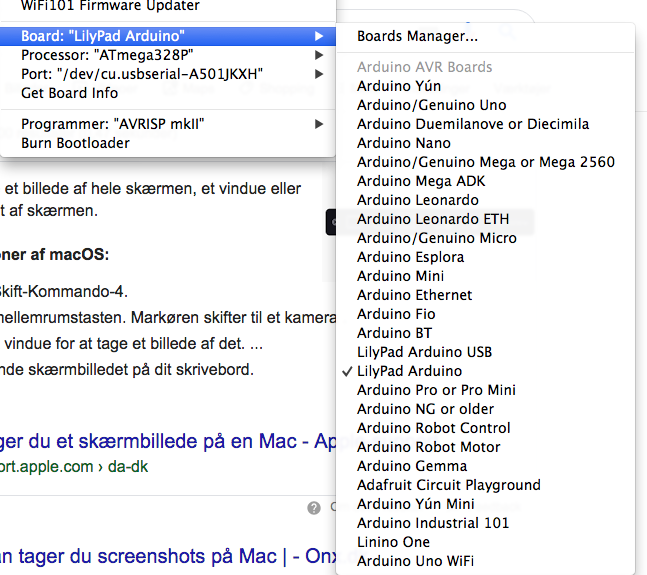 WiFi101 Firmware Updater
Board: "LilyPad Arduino"
Processor: "ATmega328P"
Port: "/dev/cu.usbserial-A501JKXH"
Get Board Info
Programmer: "AVRISP mkII"
Burn Bootloader
Boards Manager...
Arduino AVR Boards
Arduino Yún
Arduino/Genuino Uno
Arduino Duemilanove or Diecimila
Arduino Nano
Arduino/Genuino Mega or Mega 2560
Arduino Mega ADK
Arduino Leonardo
Arduino Leonardo ETH
Arduino/Genuino Micro
Arduino Esplora
Arduino Mini
Arduino Ethernet
Arduino Fio
Arduino BT
LilyPad Arduino USB
LilyPad Arduino
Arduino Pro or Pro Mini
Arduino NG or older
Arduino Robot Control
Arduino Robot Motor
Arduino Gemma
Adafruit Circuit Playground
Arduino Yún Mini
Arduino Industrial 101
Linino One
Arduino Uno WiFi
et billede af hele skærmen, et vindue eller
t af skærmen.
ner af macOS:
Skift-Kommando-4.
mellemrumstasten. Markøren skifter til et kamera
vindue for at tage et billede af det. ...
nde skærmbilledet på dit skrivebord.
ger du et skærmbillede på en Mac - Ap
ort.apple.com › da-dk
an tager du screenshots på Mac | - Onx